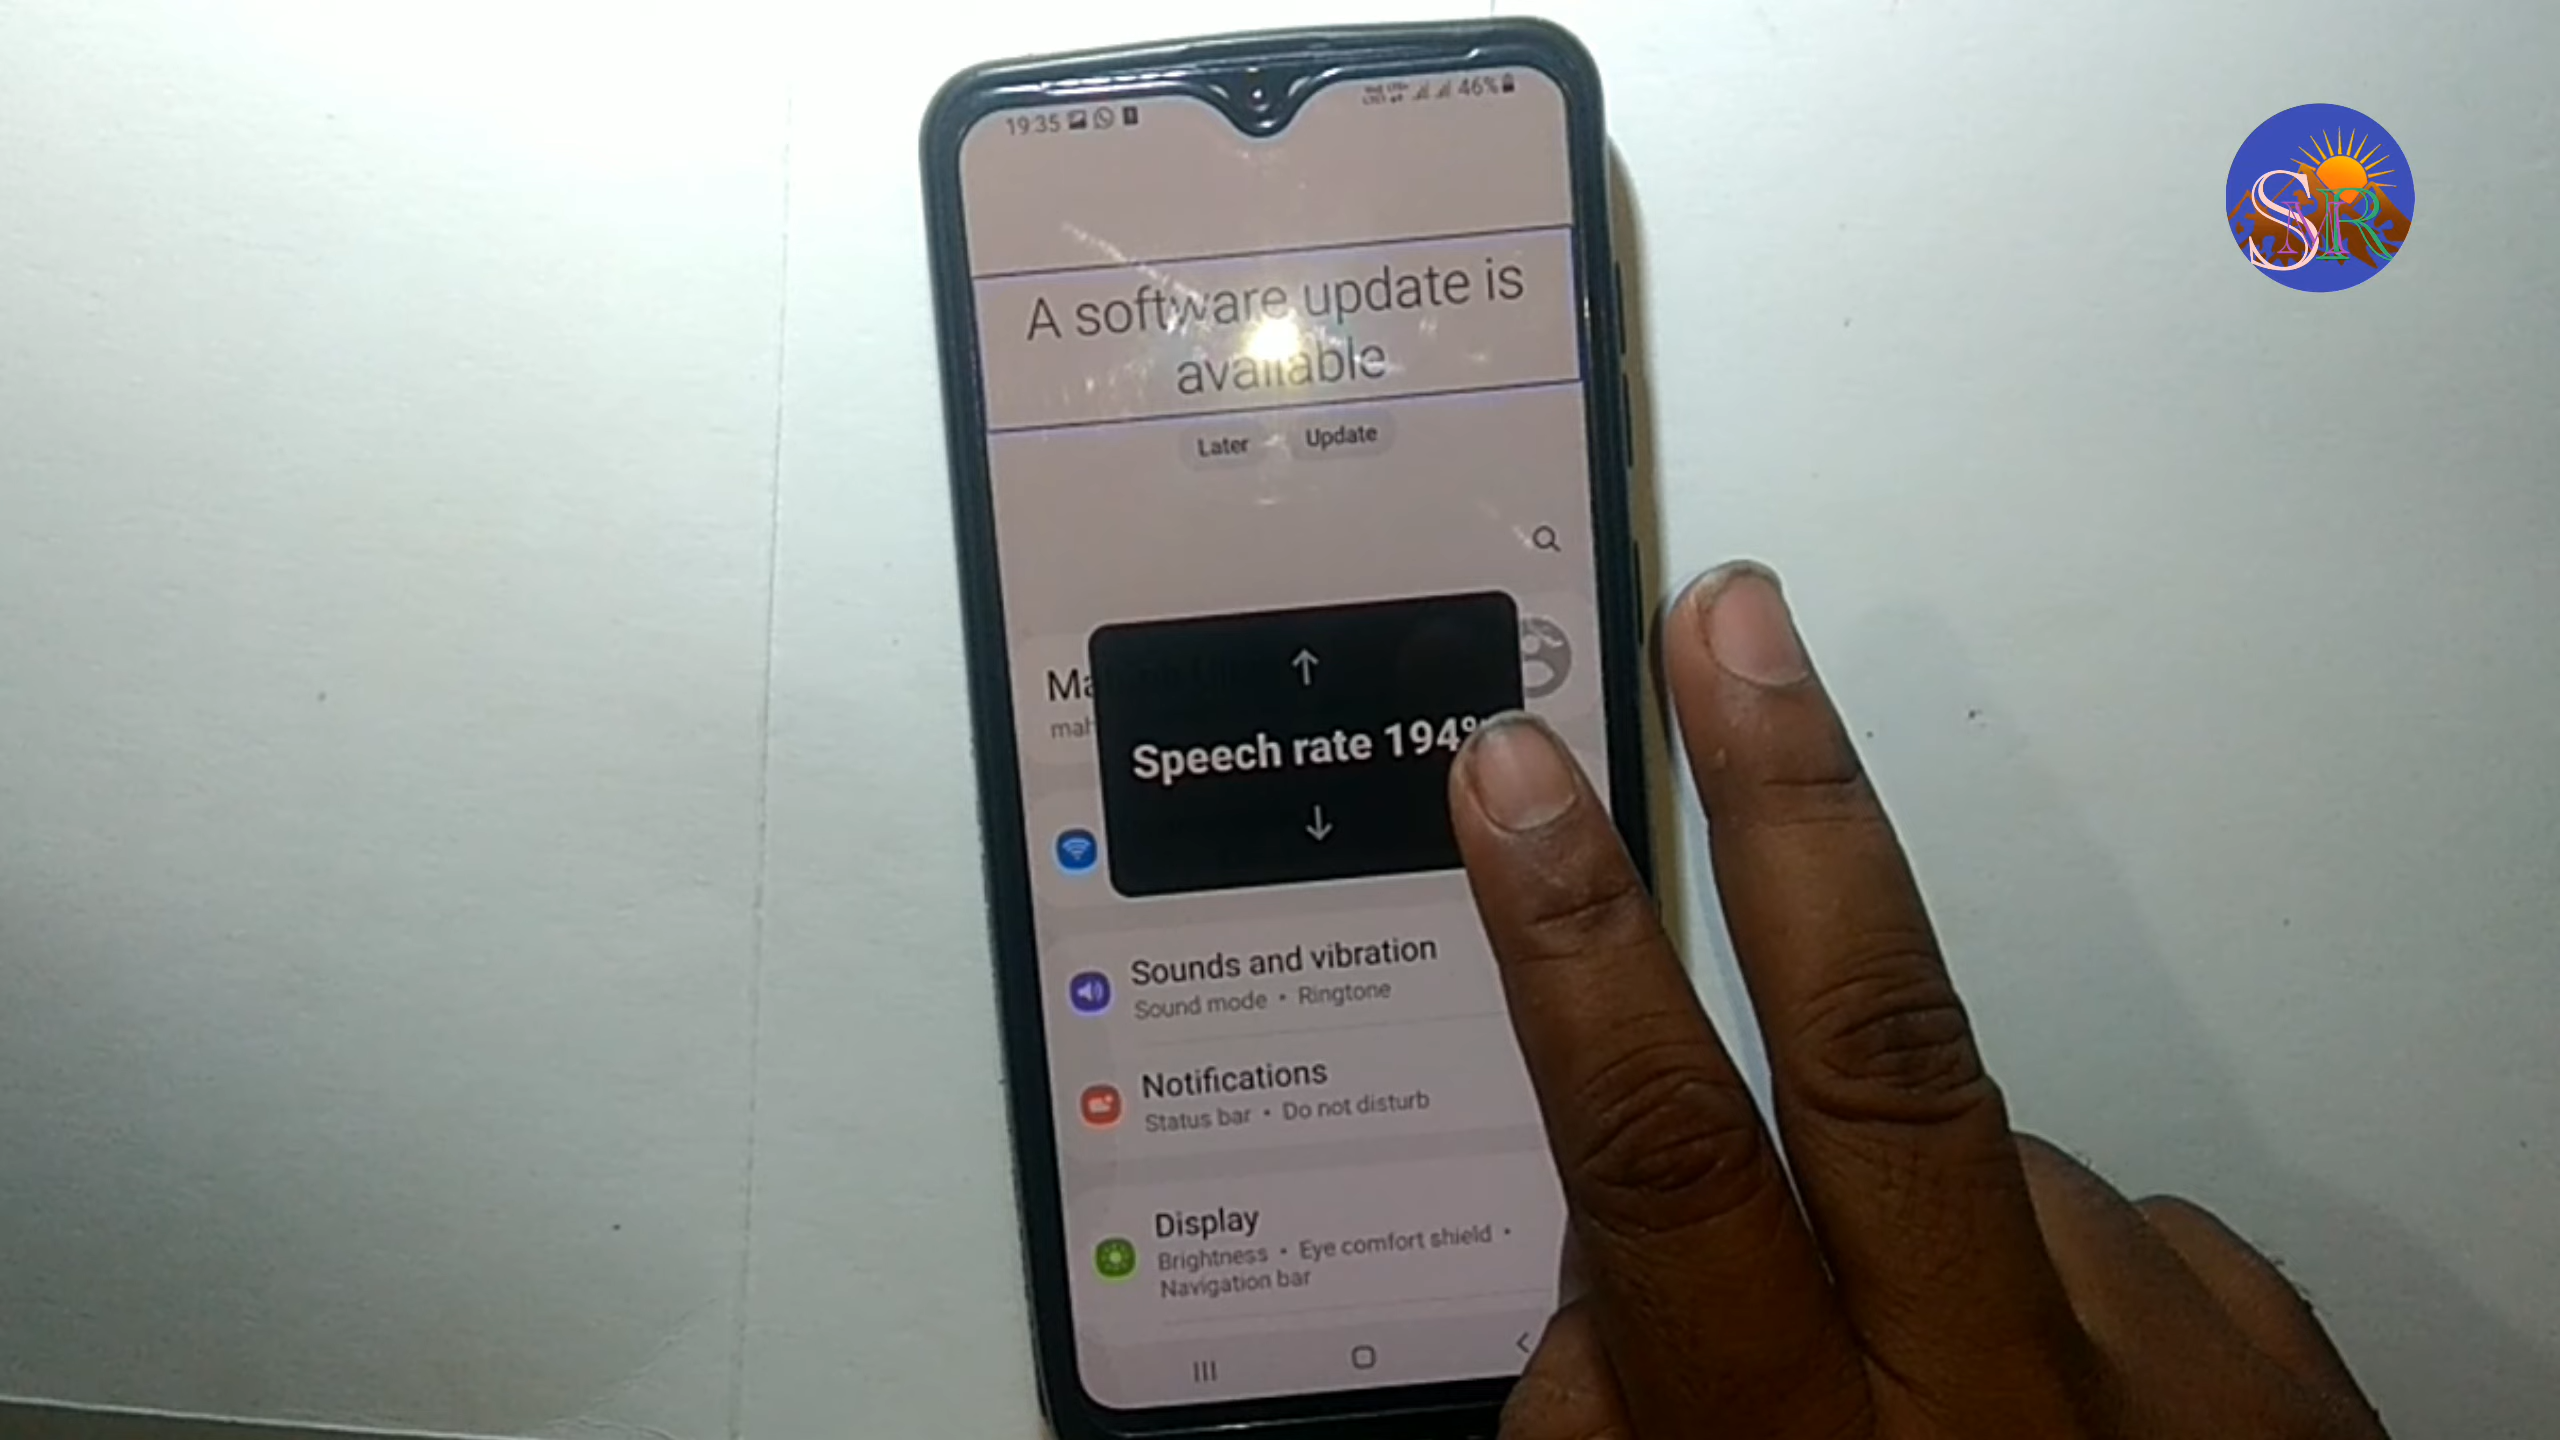 19:35
46%
A software update is
available
Later Update
Speech rate 194%
Sounds and vibration
Sound mode • Ringtone
Notifications
Status bar • Do not disturb
Display
Brightness • Eye comfort shield •
Navigation bar
SMR